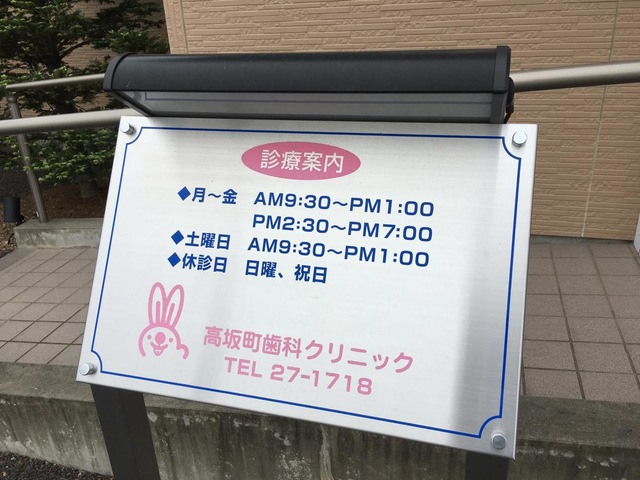 診療案内
◆月～金 AM9:30～PM1:00
PM2:30～PM7:00
◆土曜日 AM9:30～PM1:00
◆休診日 日曜、祝日
高坂町歯科クリニック
TEL 27-1718